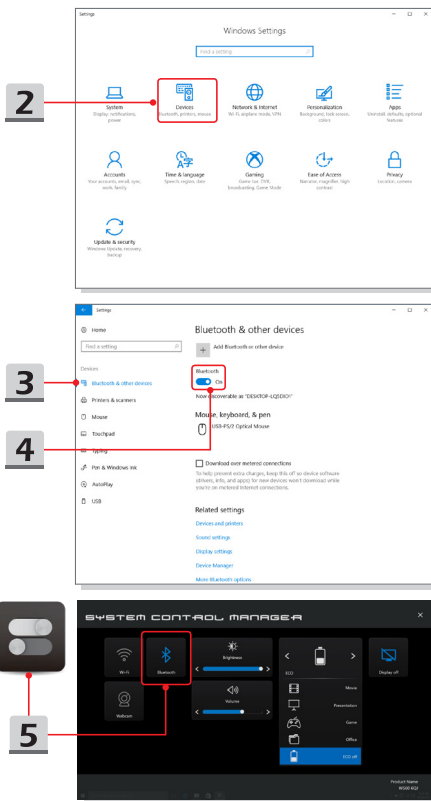 Settings
Windows Settings
Find a setting
2
System
Display, notifications,
power
Devices
Bluetooth, printers, mouse
Network & Internet
Wi-Fi, airplane mode, VPN
Personalization
Background, lock screen,
colors
Apps
Uninstall, defaults, optional
features
Accounts
Your accounts, email, sync,
work, family
Time & language
Speech, region, date
Gaming
Game bar, DVR,
broadcasting, Game Mode
Ease of Access
Narrator, magnifier, high
contrast
Privacy
Location, camera
Update & security
Windows Update, recovery,
backup
Settings
Home
Find a setting
Devices
3
Bluetooth & other devices
Printers & scanners
Mouse
4
Touchpad
Typing
Pen & Windows Ink
AutoPlay
USB
Bluetooth & other devices
Add Bluetooth or other device
Bluetooth
On
Now discoverable as
Mouse, keyboard, & pen
USB-PS/2 Optical Mouse
Download over metered connections
To help prevent extra charges, keep this off so device software
(drivers, info, and apps) for new devices won't download while
you're on metered Internet connections.
Related settings
Devices and printers
Sound settings
Display settings
Device Manager
More Bluetooth options
SYSTEM CONTROL MANAGER
Wi-Fi
Bluetooth
Brightness
ECO
Display off
Webcam
Volume
Movie
Presentation
Game
Office
ECO off
5
Product Name
WS60 6QJ